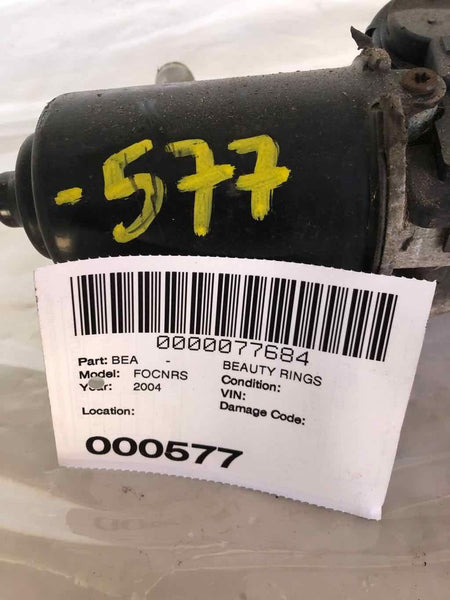 -577
0000077684
Part: BEA - BEAUTY RINGS
Model: FOCNRS Condition:
Year: 2004 VIN:
Location: Damage Code:
000577